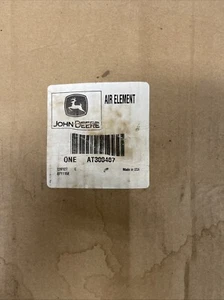 AIR ELEMENT
JOHN DEERE
ONE AT300487
Made in USA